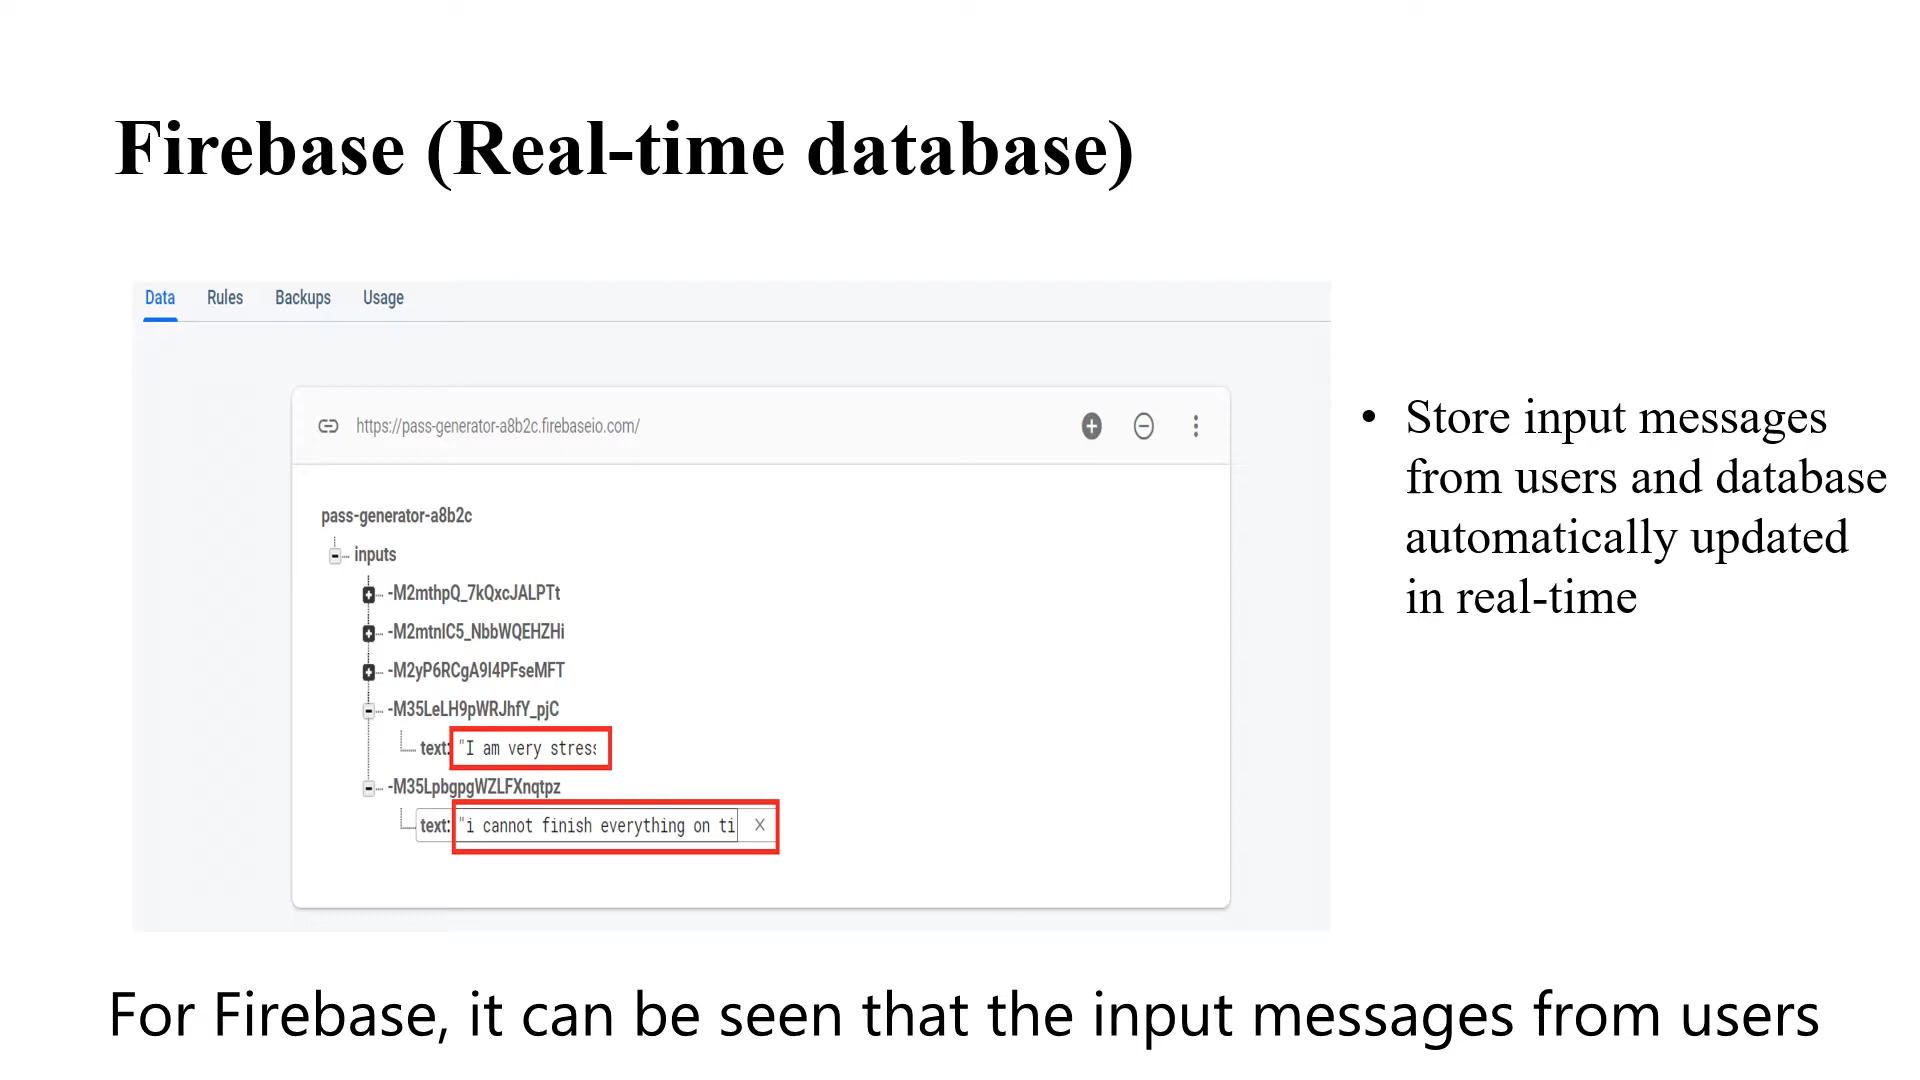 Firebase (Real-time database)
Data Rules Backups Usage
https://pass-generator-a8b2c.firebaseio.com/
pass-generator-a8b2c
inputs
-M2mthpQ_7kQxcJALPTt
-M2mtnlC5_NbbWQEHZHi
-M2yP6RCgA9I4PFseMFT
-M35LeLH9pWRJhfY_pjC
text: "I am very stress
-M35LpbgpgWZLFXnqtpz
text: "i cannot finish everything on ti X
• Store input messages
from users and database
automatically updated
in real-time
For Firebase, it can be seen that the input messages from users